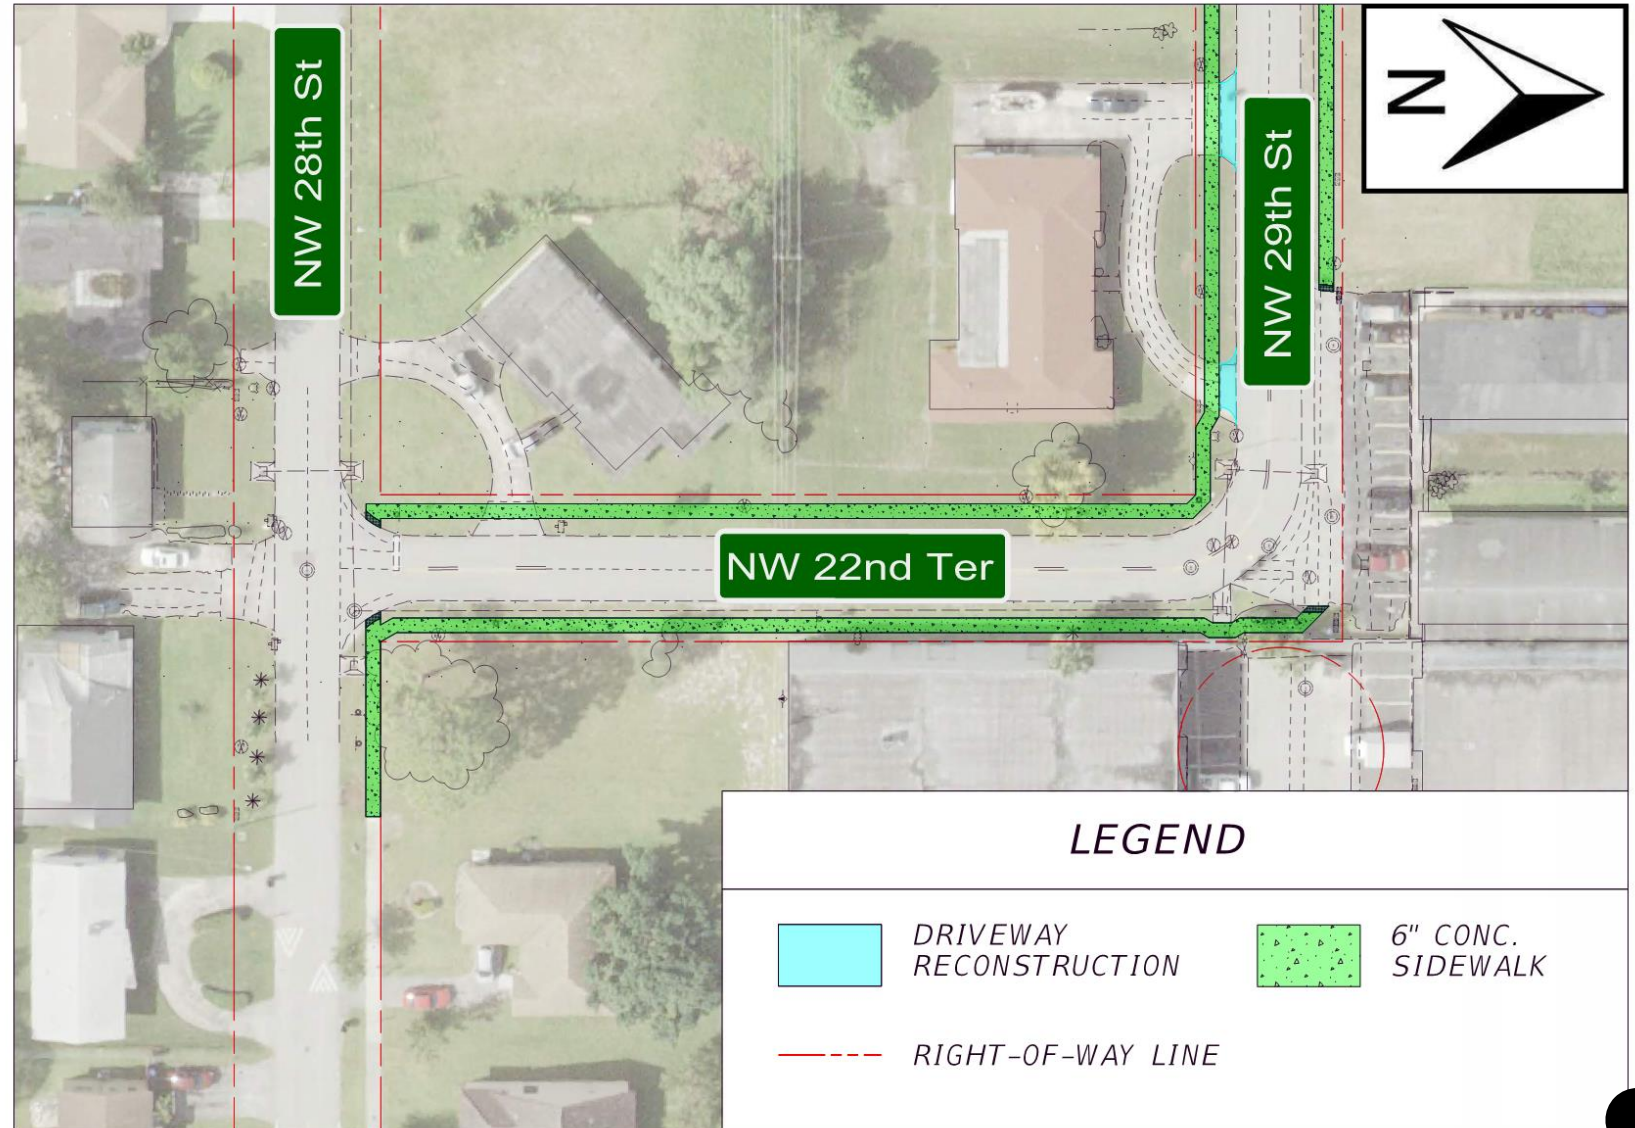 NW 28th St
NW 29th St
N
NW 22nd Ter
LEGEND
DRIVEWAY
RECONSTRUCTION
6" CONC.
SIDEWALK
RIGHT-OF-WAY LINE